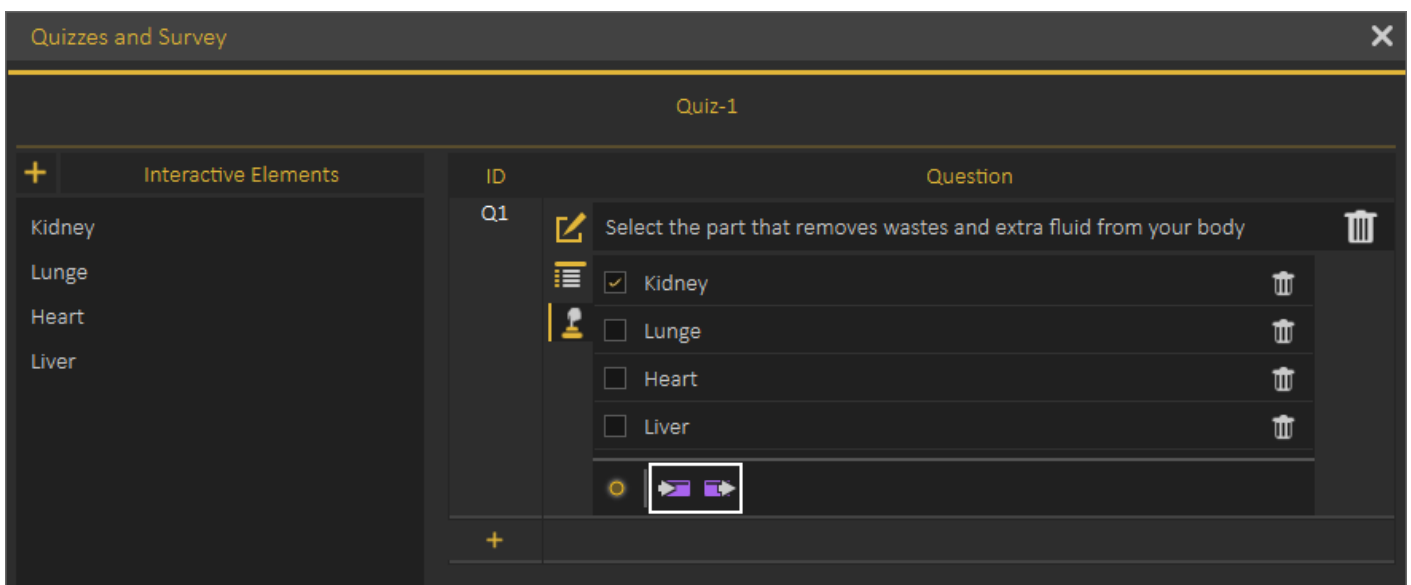 Quizzes and Survey
Quiz-1
Interactive Elements
Kidney
Lunge
Heart
Liver
ID
Question
Q1
Select the part that removes wastes and extra fluid from your body
Kidney
Lunge
Heart
Liver